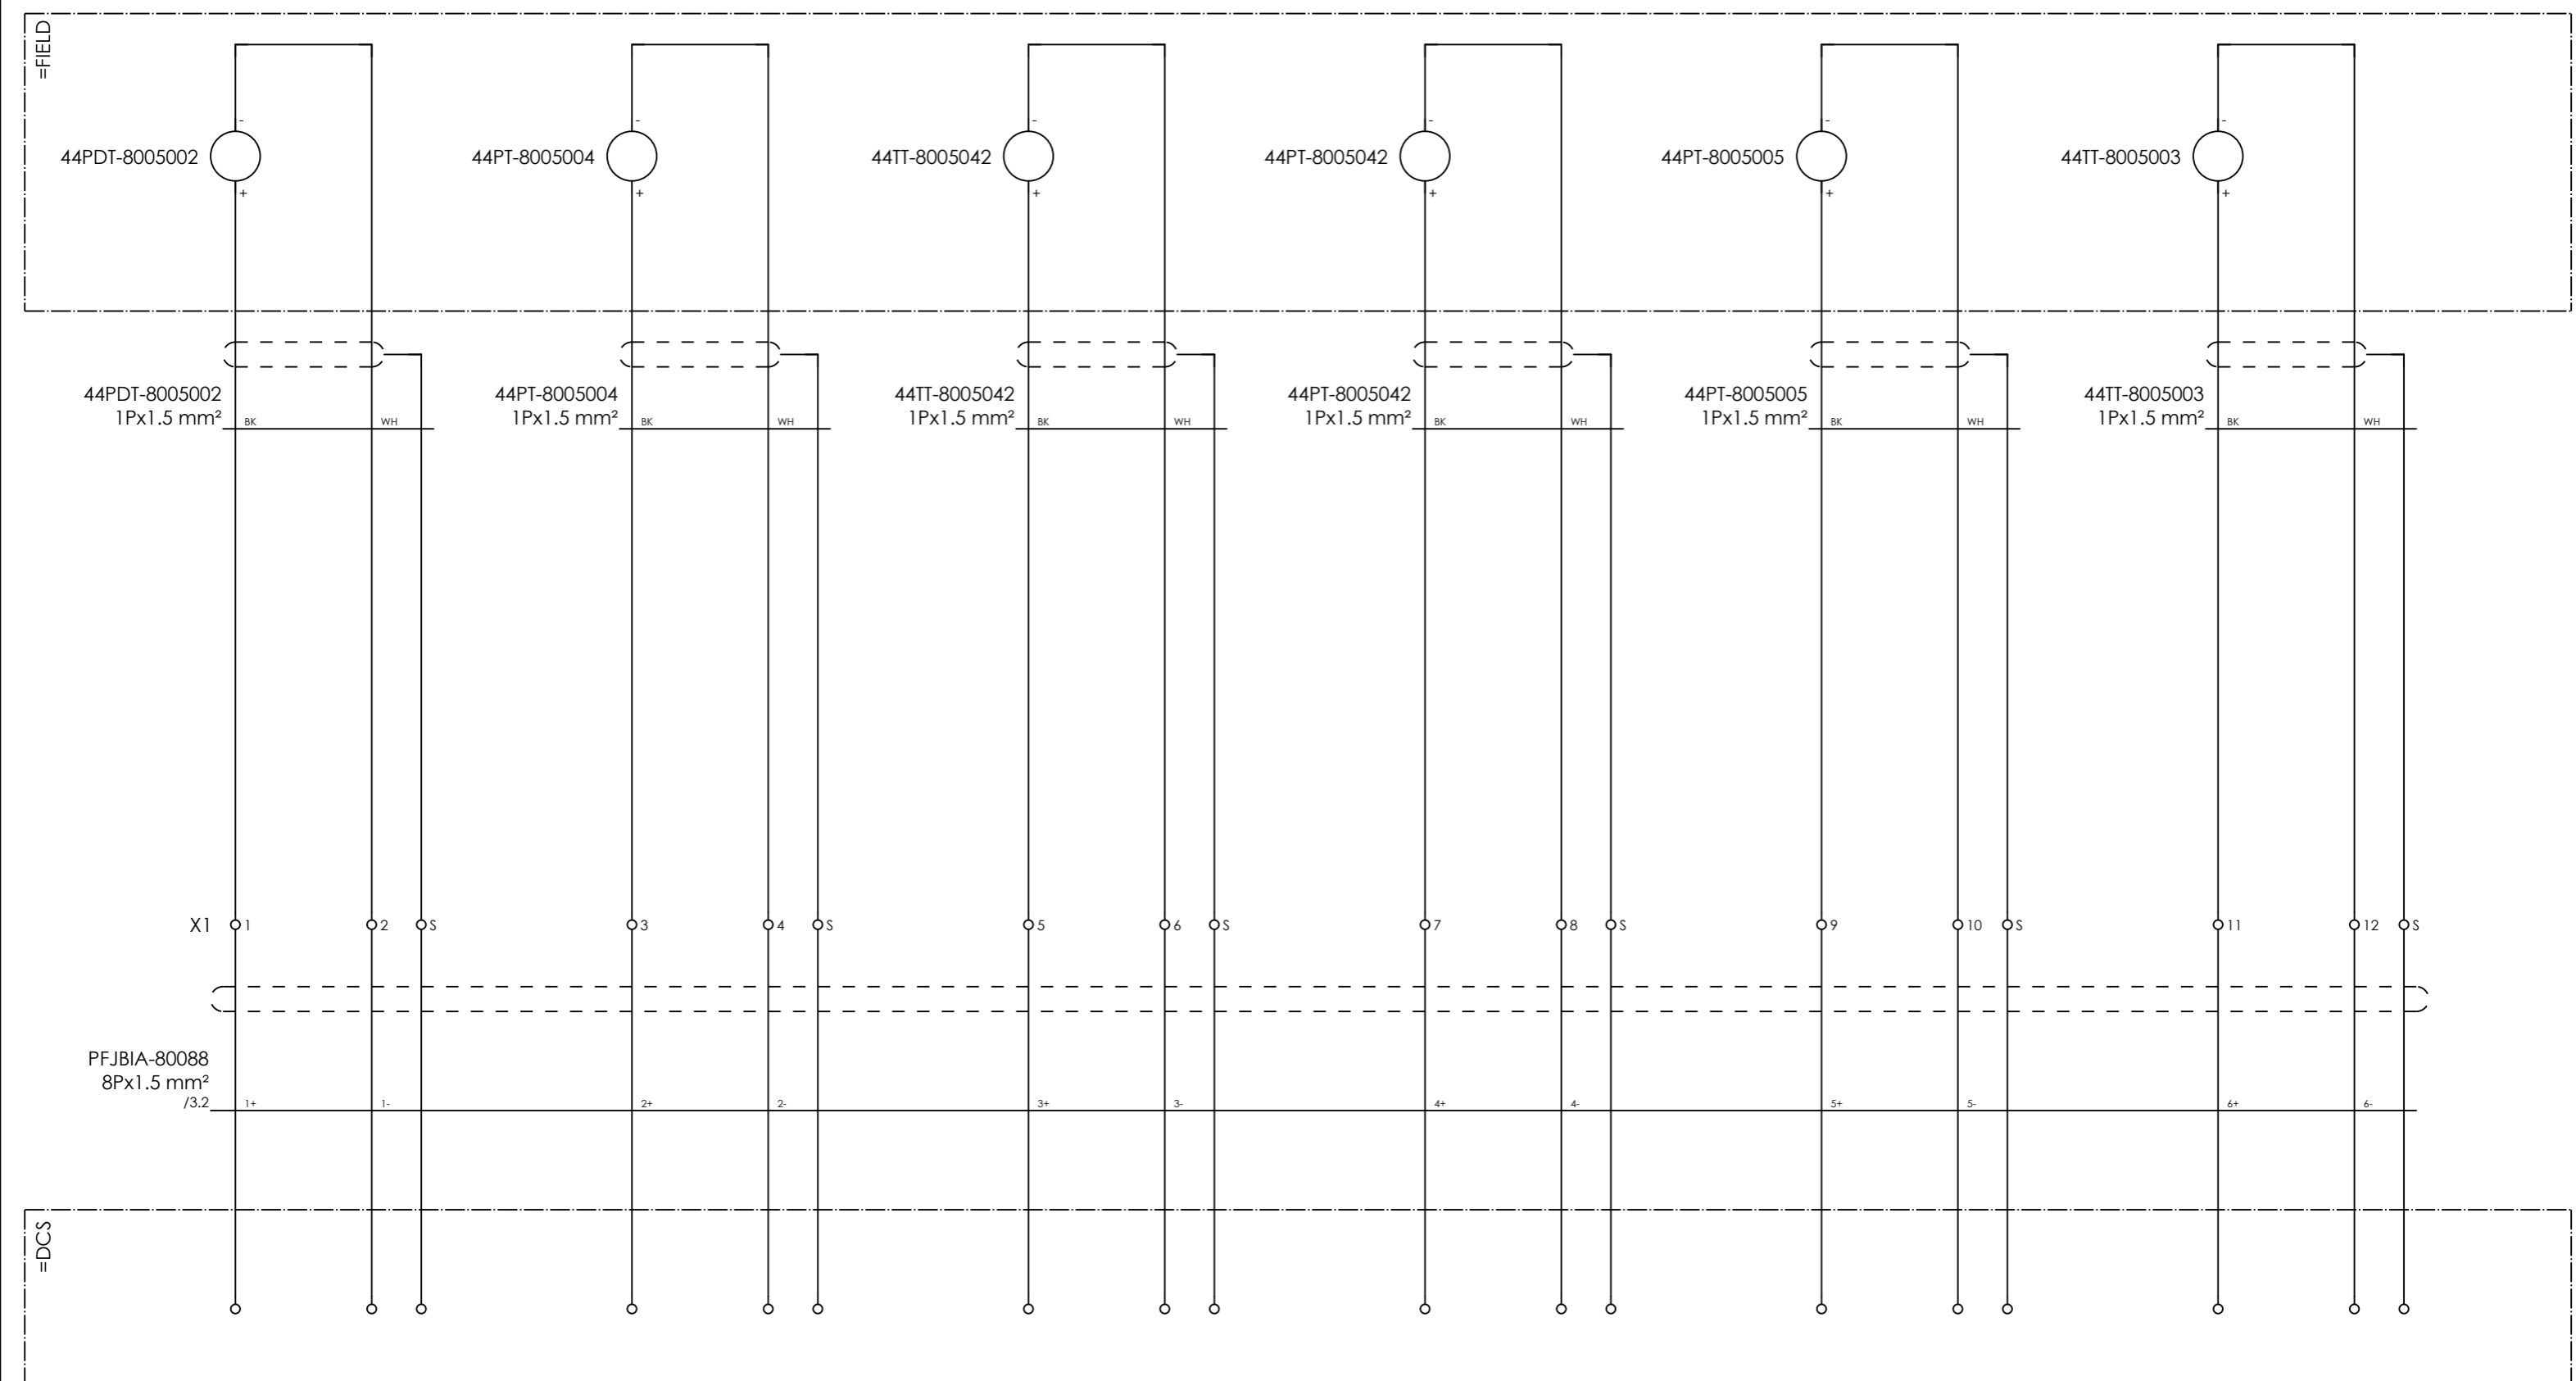 =FIELD
- - - - - -
44PDT-8005002 44PT-8005004 44TT-8005042 44PT-8005042 44PT-8005005 44TT-8005003
+ + + + + +
44PDT-8005002 44PT-8005004 44TT-8005042 44PT-8005042 44PT-8005005 44TT-8005003
1Px1.5 mm² BK WH 1Px1.5 mm² BK WH 1Px1.5 mm² BK WH 1Px1.5 mm² BK WH 1Px1.5 mm² BK WH 1Px1.5 mm² BK WH
X1 1 2 S 3 4 S 5 6 S 7 8 S 9 10 S 11 12 S
PFJBIA-80088
8Px1.5 mm²
/3.2 1+ 1- 2+ 2- 3+ 3- 4+ 4- 5+ 5- 6+ 6-
=DCS